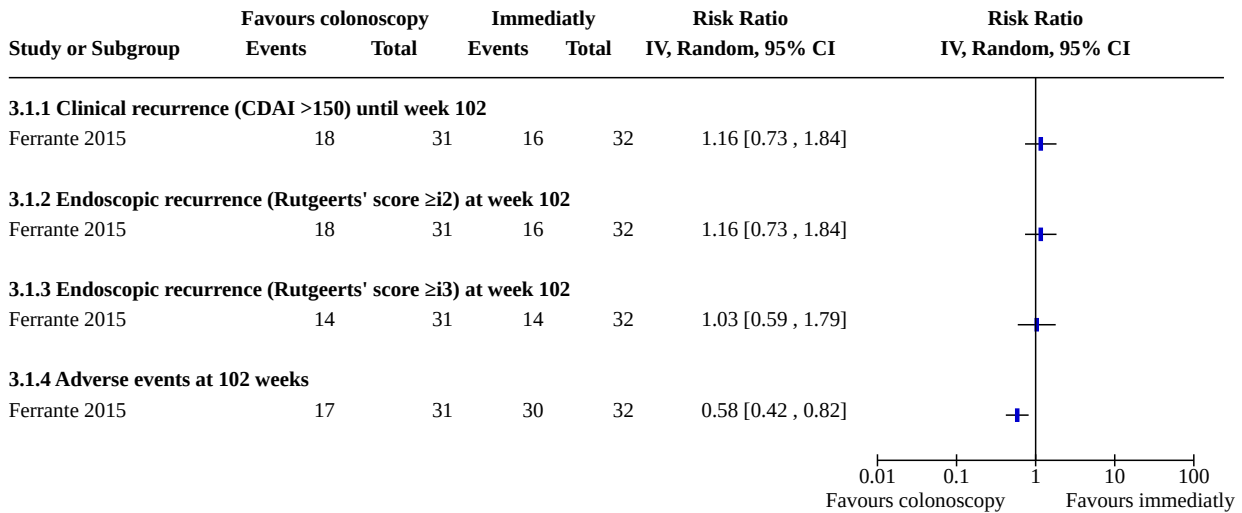 Favours colonoscopy Immediatly Risk Ratio Risk Ratio
Study or Subgroup Events Total Events Total IV, Random, 95% CI IV, Random, 95% CI
3.1.1 Clinical recurrence (CDAI >150) until week 102
Ferrante 2015 18 31 16 32 1.16 [0.73 , 1.84]
3.1.2 Endoscopic recurrence (Rutgeerts' score ≥i2) at week 102
Ferrante 2015 18 31 16 32 1.16 [0.73 , 1.84]
3.1.3 Endoscopic recurrence (Rutgeerts' score ≥i3) at week 102
Ferrante 2015 14 31 14 32 1.03 [0.59 , 1.79]
3.1.4 Adverse events at 102 weeks
Ferrante 2015 17 31 30 32 0.58 [0.42 , 0.82]
0.01 0.1 1 10 100
Favours colonoscopy Favours immediatly